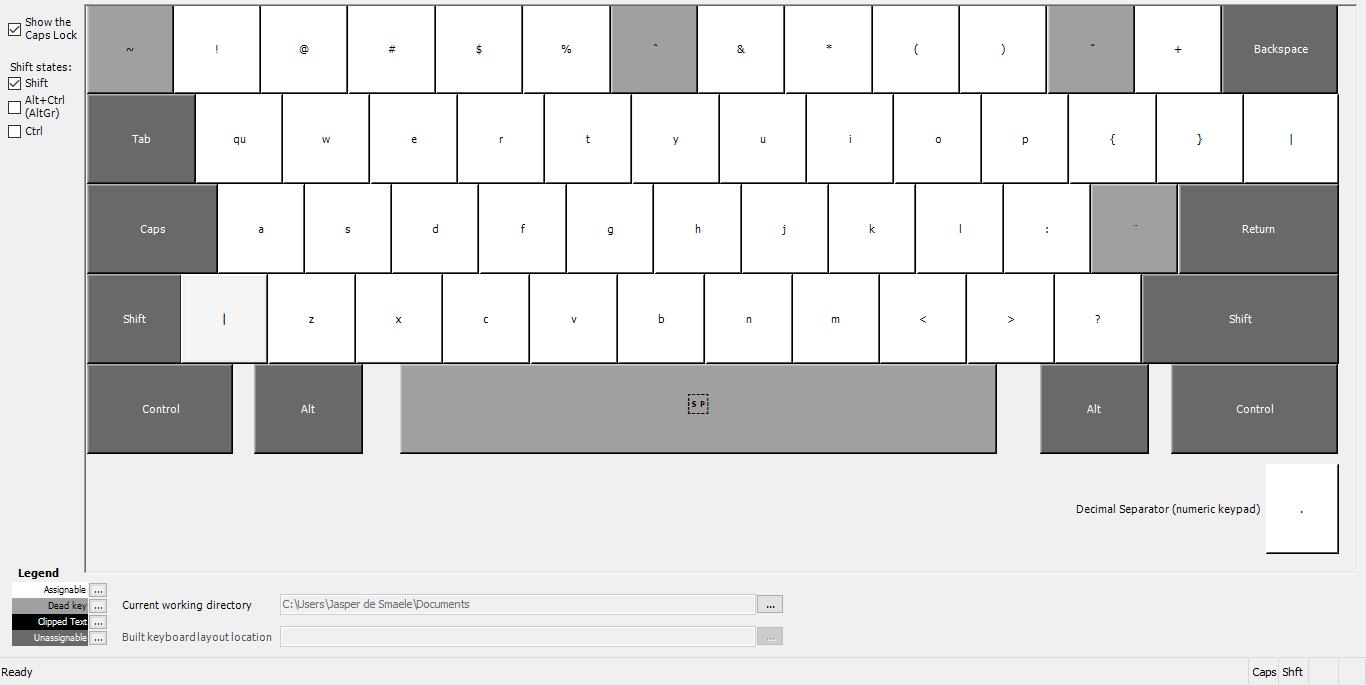 Show the
Caps Lock
Shift states:
Shift
Alt+Ctrl
(AltGr)
Ctrl
~ ! @ # $ % ^ & * ( ) ˘ + Backspace
Tab qu w e r t y u i o p { } |
Caps a s d f g h j k l : ¨ Return
Shift | z x c v b n m < > ? Shift
Control Alt SP Alt Control
Decimal Separator (numeric keypad) .
Legend
Assignable ...
Dead key ...
Clipped Text ...
Unassignable ...
Current working directory C:\Users\Jasper de Smaele\Documents ...
Built keyboard layout location ...
Ready Caps Shft